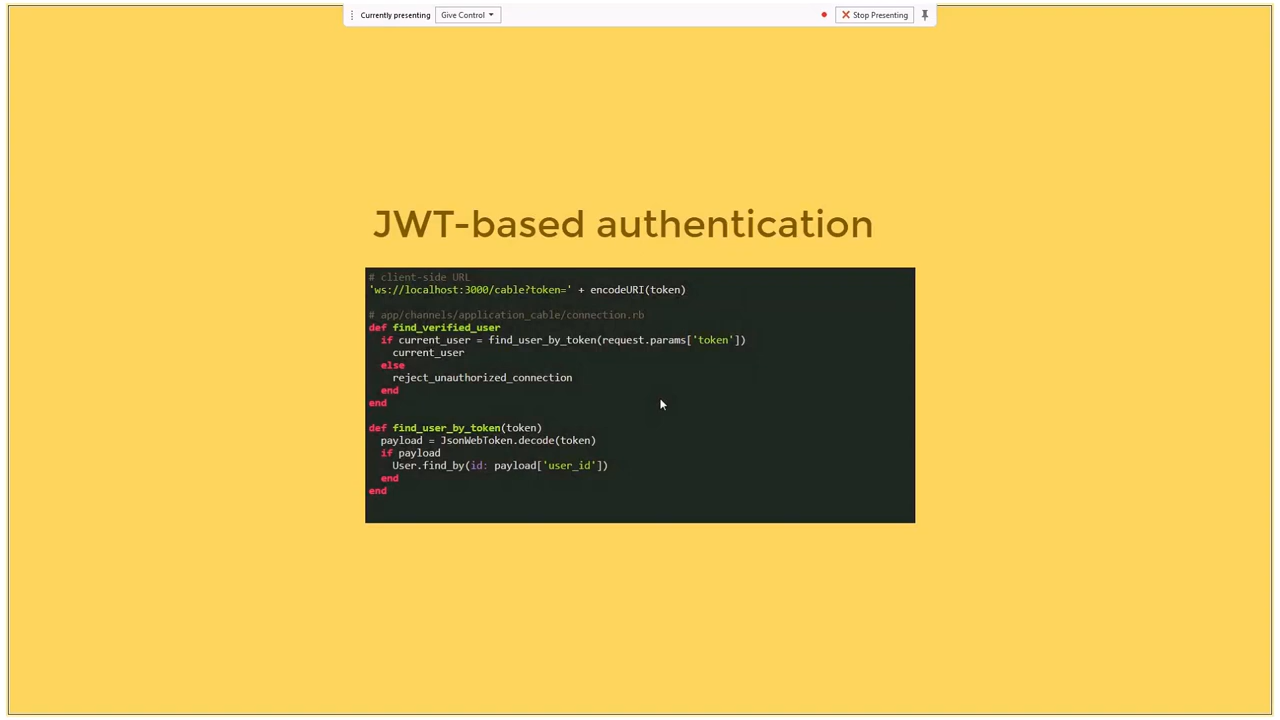 Currently presenting Give Control Stop Presenting
JWT-based authentication
# client-side URL
'ws://localhost:3000/cable?token=' + encodeURI(token)
# app/channels/application_cable/connection.rb
def find_verified_user
if current_user = find_user_by_token(request.params['token'])
current_user
else
reject_unauthorized_connection
end
end
def find_user_by_token(token)
payload = JsonWebToken.decode(token)
if payload
User.find_by(id: payload['user_id'])
end
end